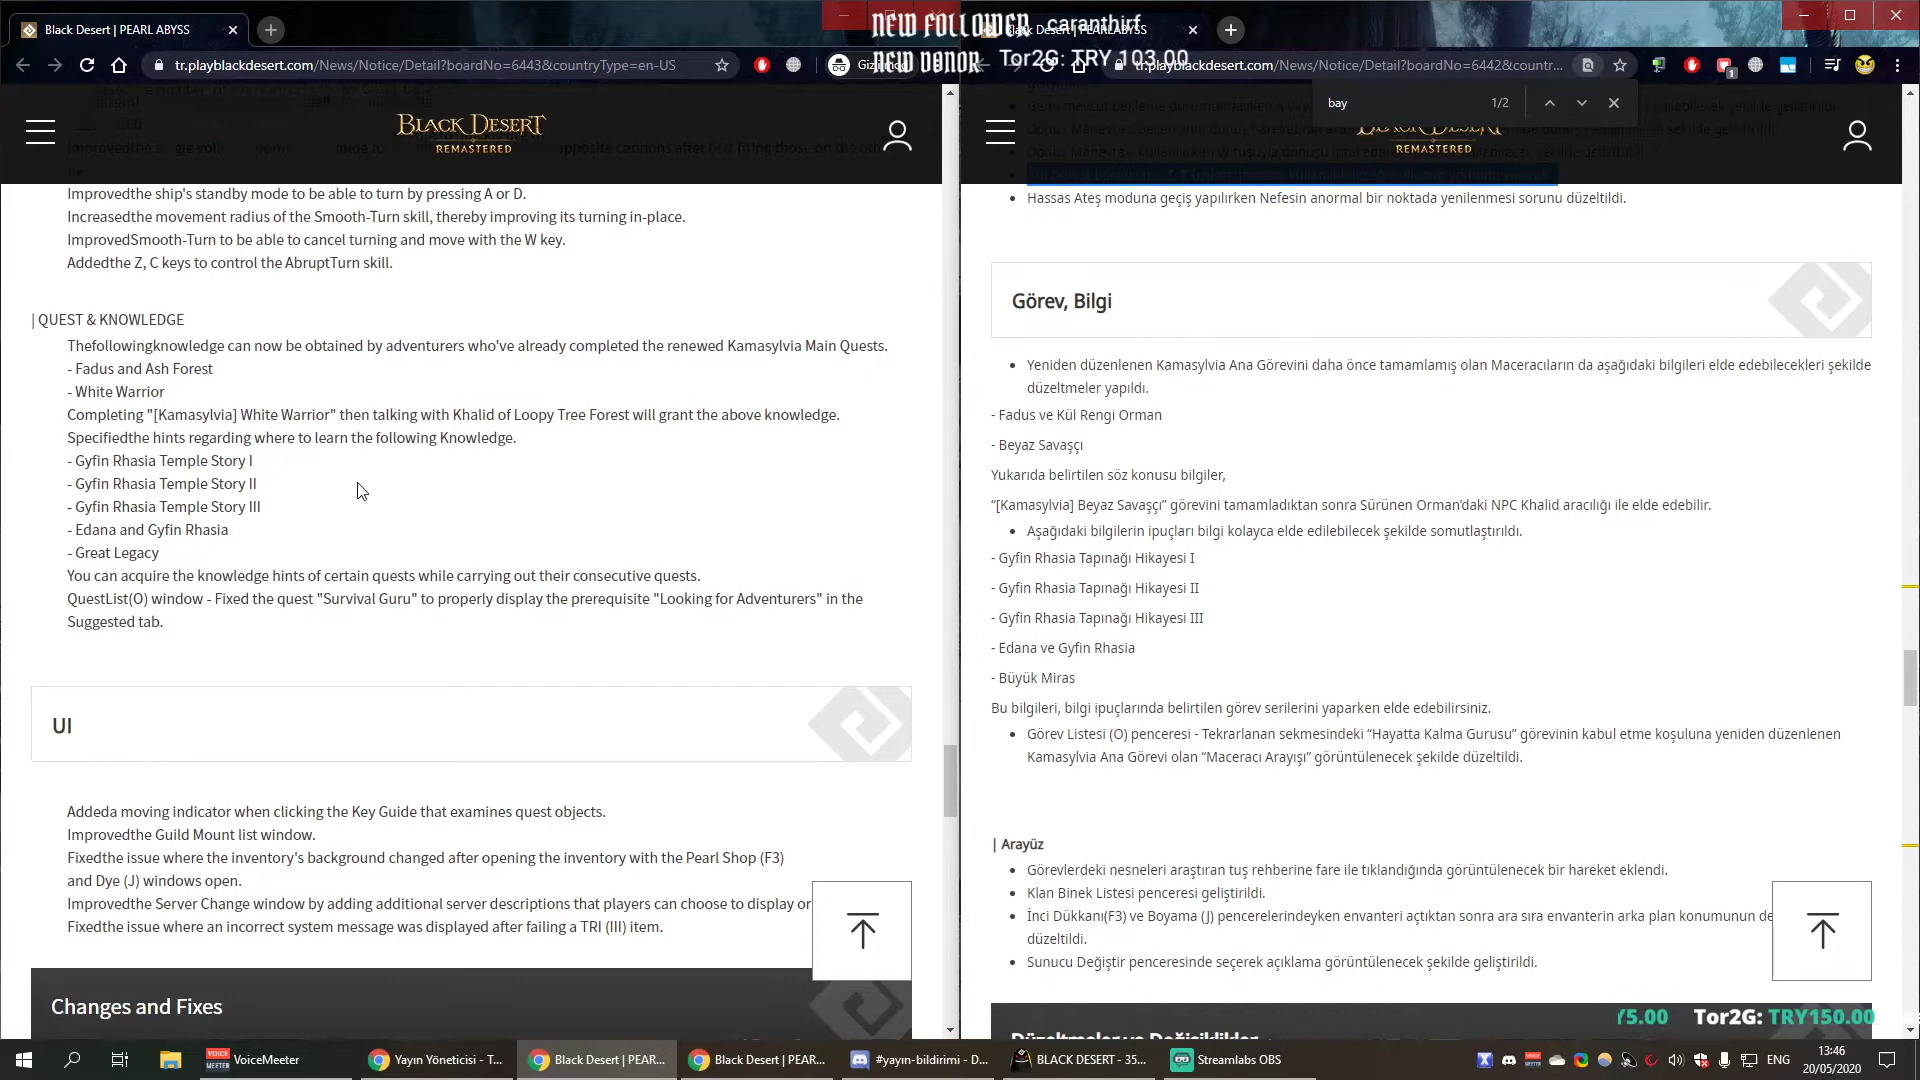 Black Desert | PEARL ABYSS
tr.playblackdesert.com/News/Notice/Detail?boardNo=6443&countryType=en-US
BLACK DESERT
REMASTERED
Improvedthe ship's standby mode to be able to turn by pressing A or D.
Increasedthe movement radius of the Smooth-Turn skill, thereby improving its turning in-place.
ImprovedSmooth-Turn to be able to cancel turning and move with the W key.
Addedthe Z, C keys to control the AbruptTurn skill.
| QUEST & KNOWLEDGE
Thefollowingknowledge can now be obtained by adventurers who've already completed the renewed Kamasylvia Main Quests.
- Fadus and Ash Forest
- White Warrior
Completing "[Kamasylvia] White Warrior" then talking with Khalid of Loopy Tree Forest will grant the above knowledge.
Specifiedthe hints regarding where to learn the following Knowledge.
- Gyfin Rhasia Temple Story I
- Gyfin Rhasia Temple Story II
- Gyfin Rhasia Temple Story III
- Edana and Gyfin Rhasia
- Great Legacy
You can acquire the knowledge hints of certain quests while carrying out their consecutive quests.
QuestList(O) window - Fixed the quest "Survival Guru" to properly display the prerequisite "Looking for Adventurers" in the
Suggested tab.
UI
Addeda moving indicator when clicking the Key Guide that examines quest objects.
Improvedthe Guild Mount list window.
Fixedthe issue where the inventory's background changed after opening the inventory with the Pearl Shop (F3)
and Dye (J) windows open.
Improvedthe Server Change window by adding additional server descriptions that players can choose to display or
Fixedthe issue where an incorrect system message was displayed after failing a TRI (III) item.
Changes and Fixes
NEW FOLLOWER caranthirf
NEW DONOR Tor2G: TRY 103.00
tr.playblackdesert.com/News/Notice/Detail?boardNo=6442&countr...
bay 1/2
REMASTERED
Hassas Ateş moduna geçiş yapılırken Nefesin anormal bir noktada yenilenmesi sorunu düzeltildi.
Görev, Bilgi
Yeniden düzenlenen Kamasylvia Ana Görevini daha önce tamamlamış olan Maceracıların da aşağıdaki bilgileri elde edebilecekleri şekilde
düzeltmeler yapıldı.
- Fadus ve Kül Rengi Orman
- Beyaz Savaşçı
Yukarıda belirtilen söz konusu bilgiler,
“[Kamasylvia] Beyaz Savaşçı” görevini tamamladıktan sonra Sürünen Orman’daki NPC Khalid aracılığı ile elde edebilir.
Aşağıdaki bilgilerin ipuçları bilgi kolayca elde edilebilecek şekilde somutlaştırıldı.
- Gyfin Rhasia Tapınağı Hikayesi I
- Gyfin Rhasia Tapınağı Hikayesi II
- Gyfin Rhasia Tapınağı Hikayesi III
- Edana ve Gyfin Rhasia
- Büyük Miras
Bu bilgileri, bilgi ipuçlarında belirtilen görev serilerini yaparken elde edebilirsiniz.
Görev Listesi (O) penceresi - Tekrarlanan sekmesindeki “Hayatta Kalma Gurusu” görevinin kabul etme koşuluna yeniden düzenlenen
Kamasylvia Ana Görevi olan “Maceracı Arayışı” görüntülenecek şekilde düzeltildi.
| Arayüz
Görevlerdeki nesneleri araştıran tuş rehberine fare ile tıklandığında görüntülenecek bir hareket eklendi.
Klan Binek Listesi penceresi geliştirildi.
İnci Dükkanı(F3) ve Boyama (J) pencerelerindeyken envanteri açtıktan sonra ara sıra envanterin arka plan konumunun de
düzeltildi.
Sunucu Değiştir penceresinde seçerek açıklama görüntülenecek şekilde geliştirildi.
Düzeltmeler ve Değişiklikler
5.00 Tor2G: TRY150.00
VoiceMeeter
Yayın Yöneticisi - T...
Black Desert | PEAR...
Black Desert | PEAR...
#yayın-bildirimi - D...
BLACK DESERT - 35...
Streamlabs OBS
ENG
13:46
20/05/2020